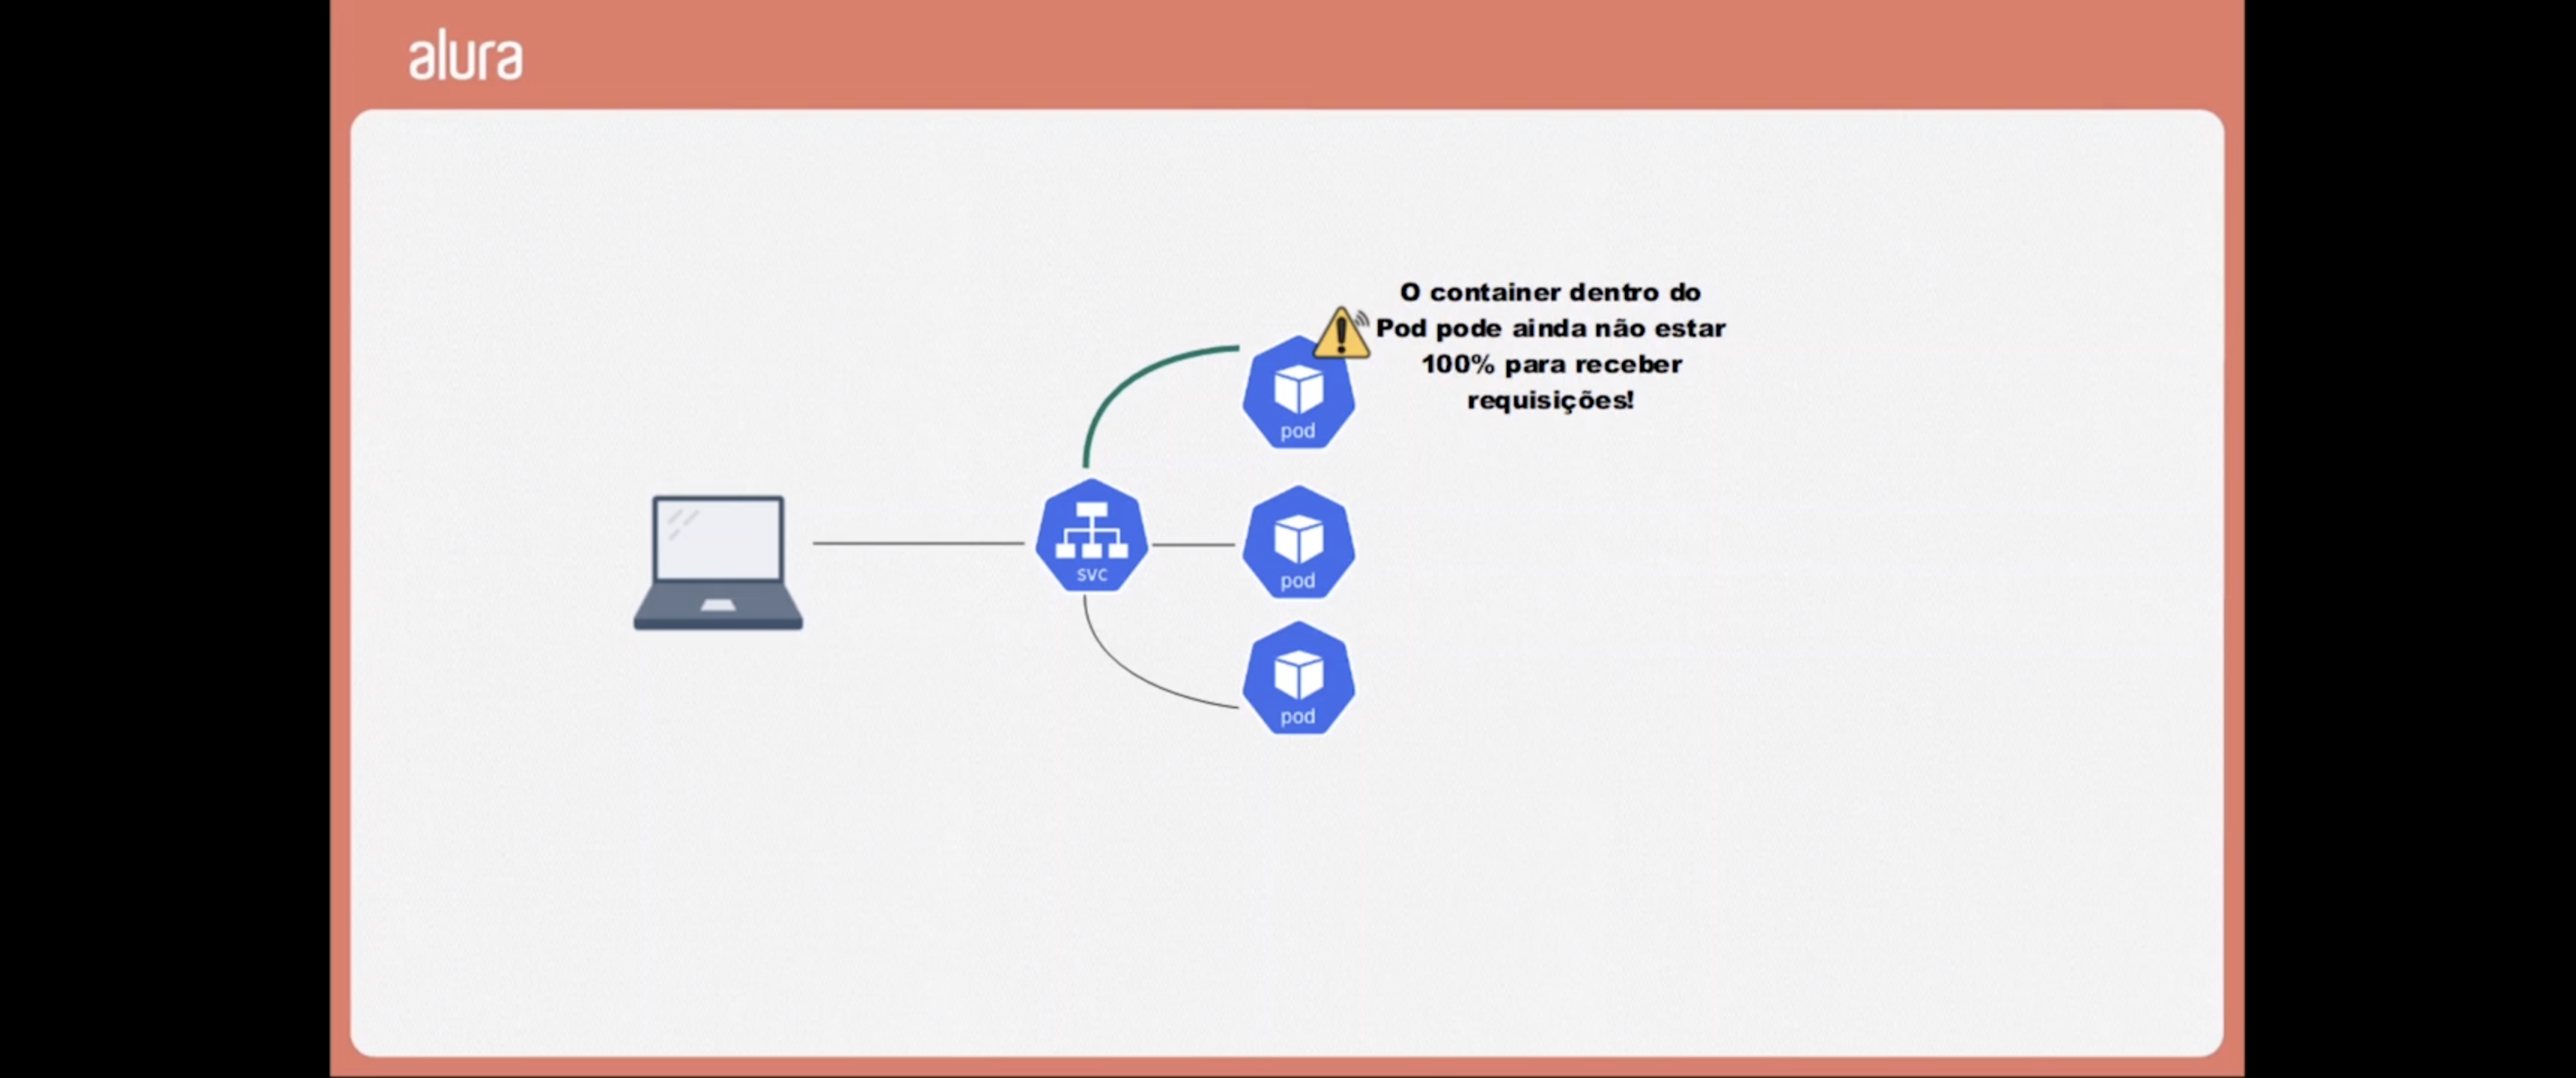 alura
O container dentro do
Pod pode ainda não estar
100% para receber
requisições!
pod
svc
pod
pod